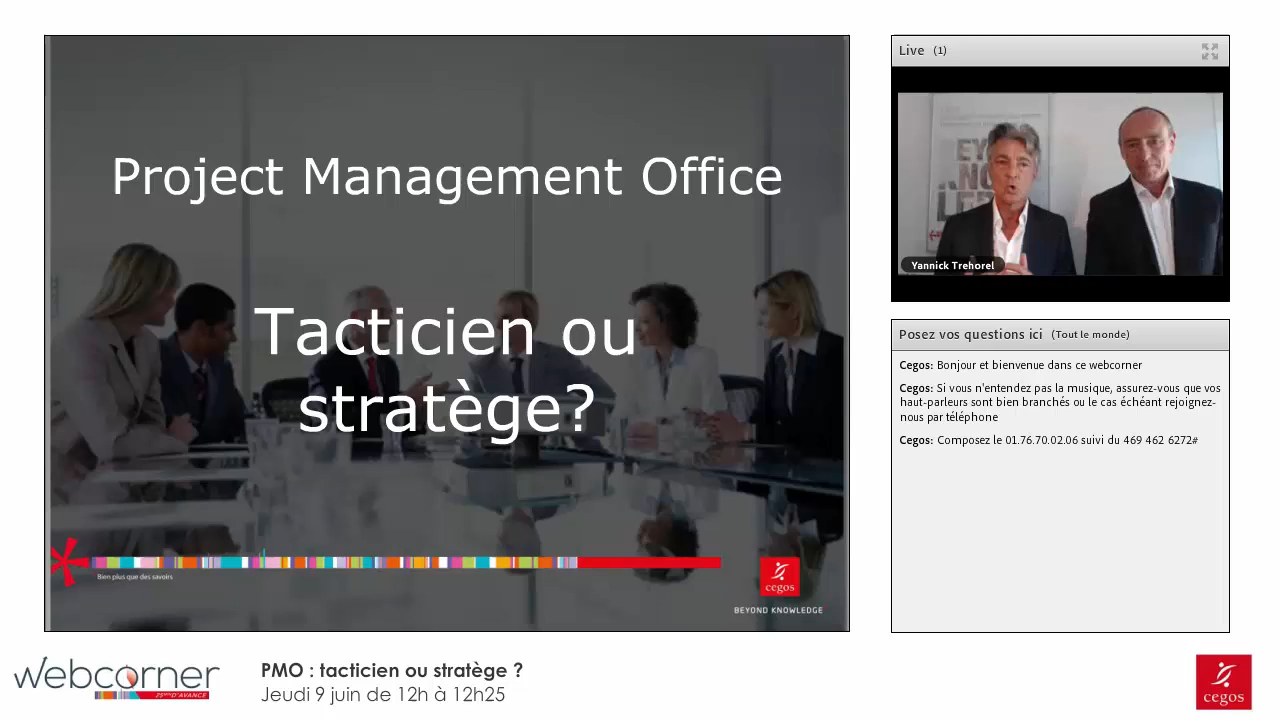 Project Management Office
Tacticien ou
stratège?
Bien plus que des savoirs
cegos
BEYOND KNOWLEDGE
Live (1)
Yannick Trehorel
Posez vos questions ici (Tout le monde)
Cegos: Bonjour et bienvenue dans ce webcorner
Cegos: Si vous n'entendez pas la musique, assurez-vous que vos
haut-parleurs sont bien branchés ou le cas échéant rejoignez-
nous par téléphone
Cegos: Composez le 01.76.70.02.06 suivi du 469 462 6272#
webcorner
PMO : tacticien ou stratège ?
Jeudi 9 juin de 12h à 12h25
cegos